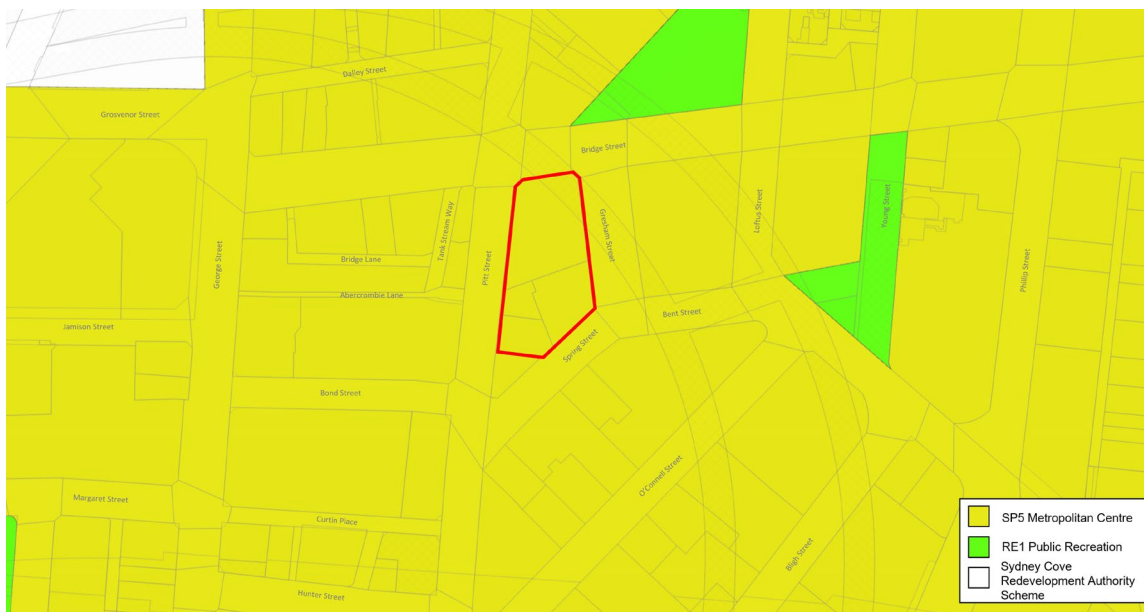 Dalley Street
Grosvenor Street
Bridge Street
Tank Stream Way
Gresham Street
Loftus Street
Young Street
Phillip Street
George Street
Pitt Street
Bridge Lane
Abercrombie Lane
Jamison Street
Bent Street
Spring Street
Bond Street
O'Connell Street
Margaret Street
Curtin Place
Bligh Street
Hunter Street
SP5 Metropolitan Centre
RE1 Public Recreation
Sydney Cove
Redevelopment Authority
Scheme